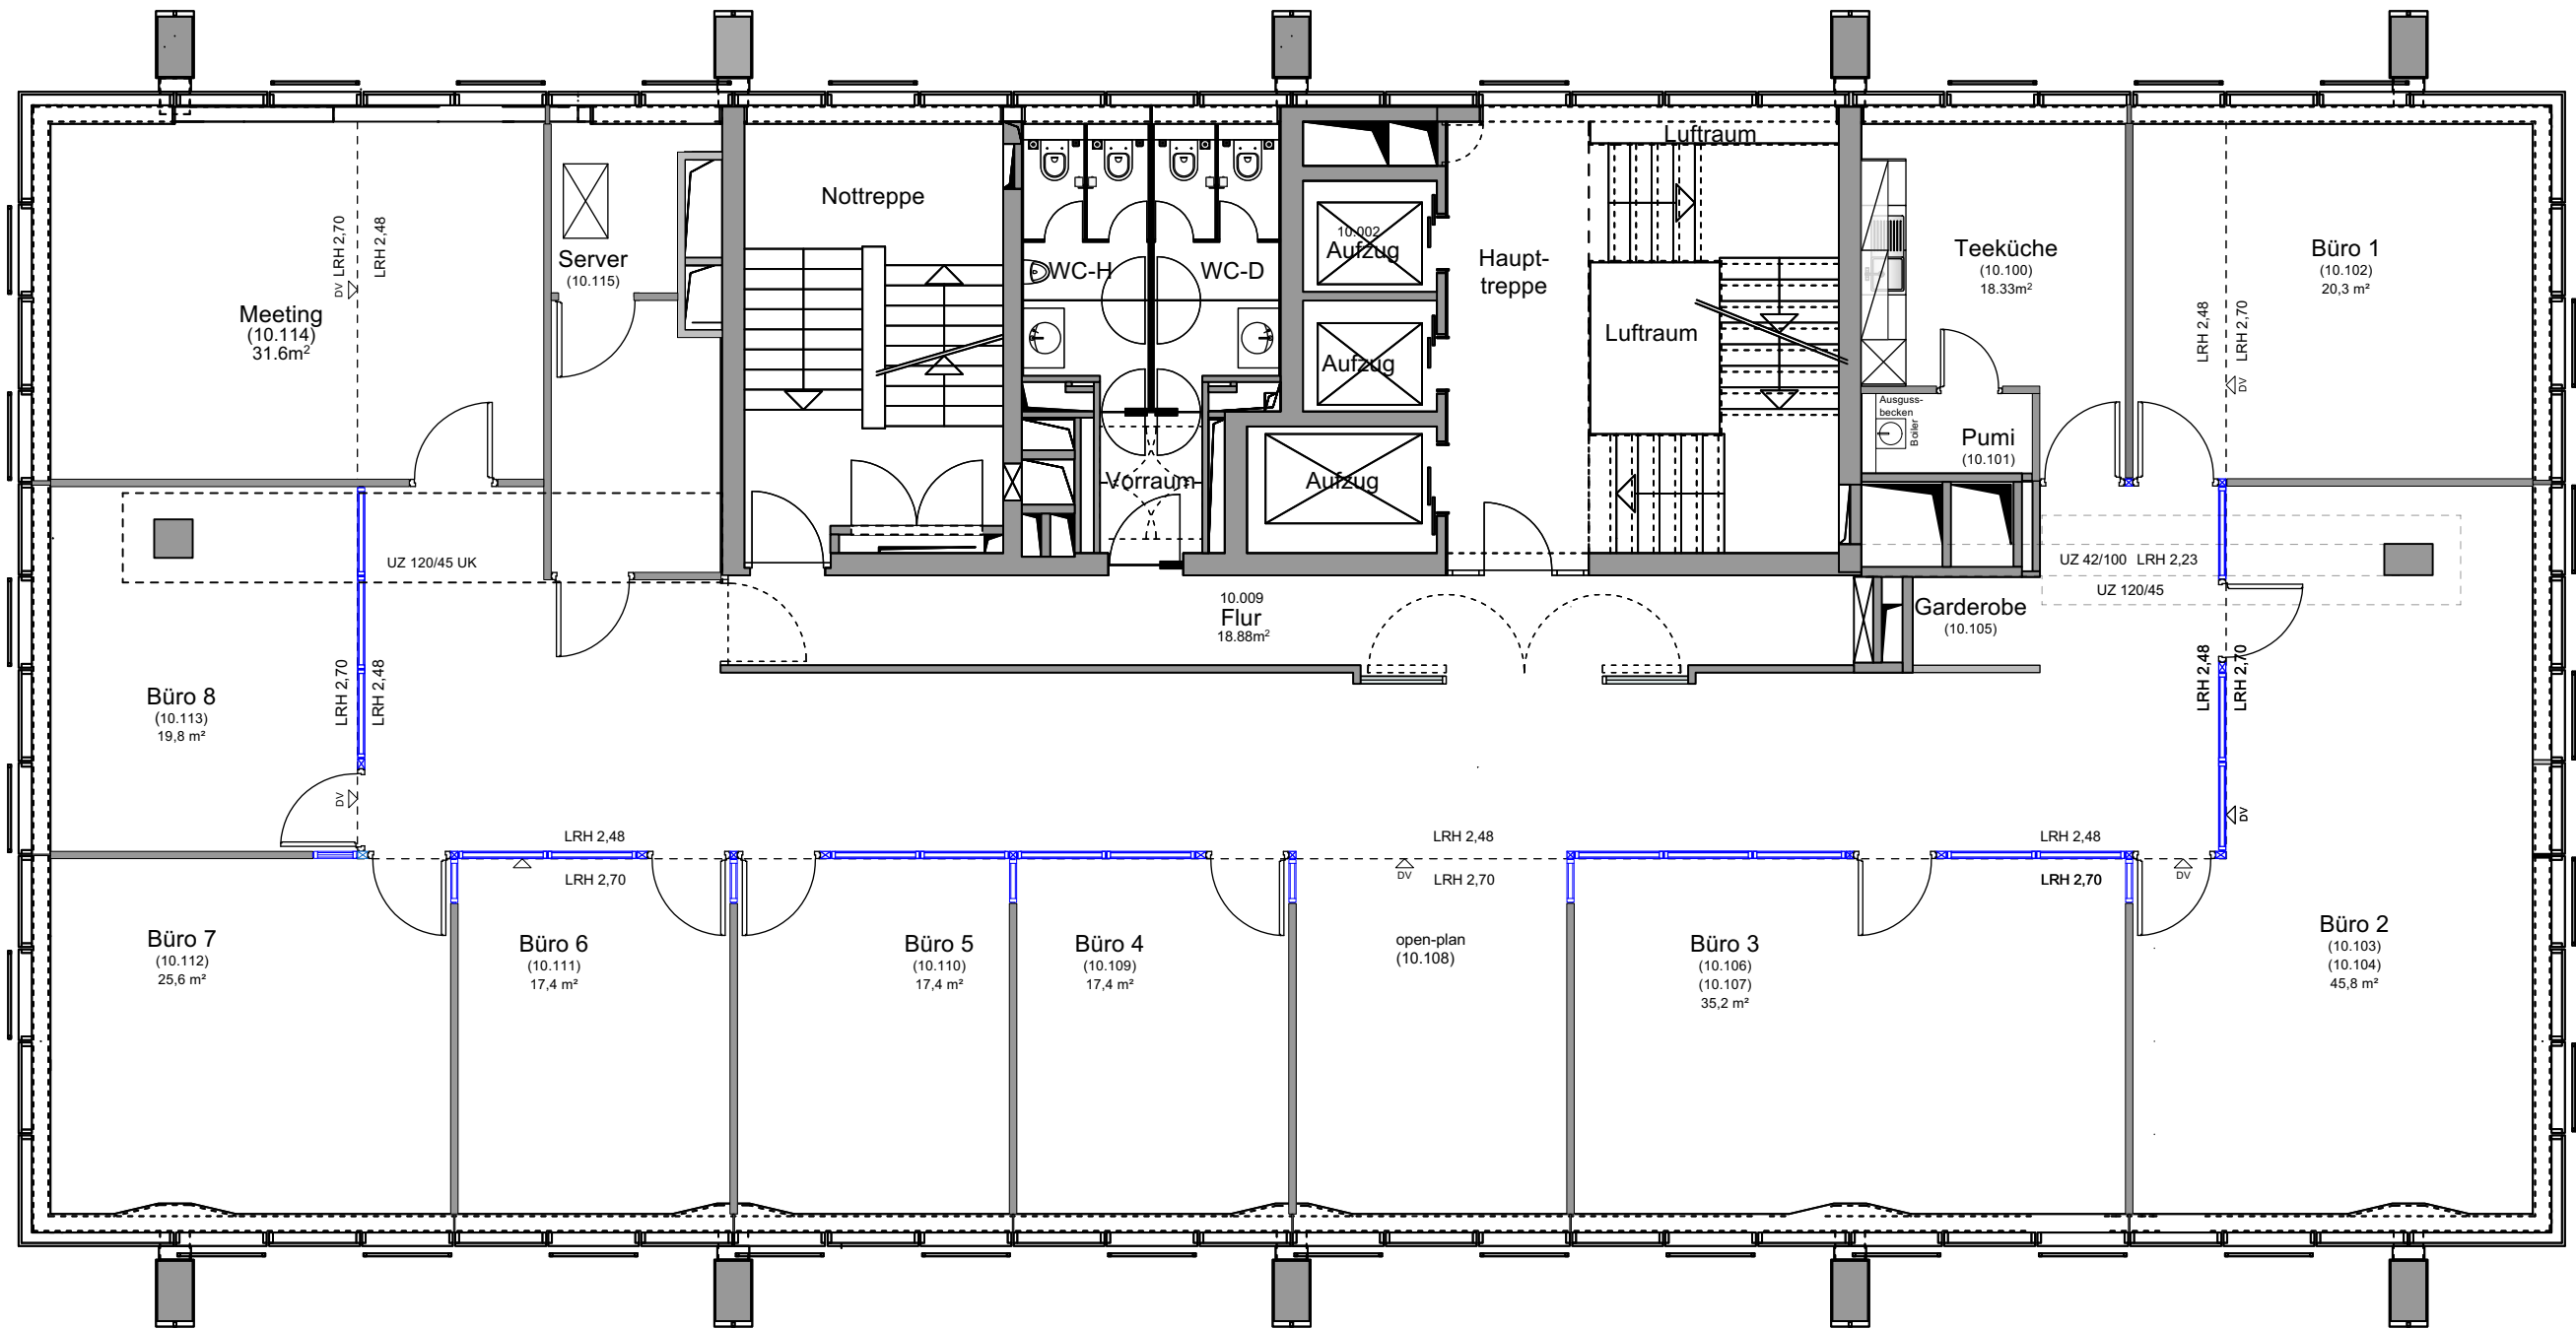 Luftraum
Nottreppe
10.002
Aufzug
Haupt-
treppe
Teeküche
(10.100)
18.33m²
Büro 1
(10.102)
20,3 m²
DV LRH 2,70
LRH 2,48
Server
(10.115)
WC-H
WC-D
Meeting
(10.114)
31.6m²
Luftraum
LRH 2,48
LRH 2,70
DV
Aufzug
Ausguss-
becken
Boiler
Pumi
(10.101)
Vorraum
Aufzug
UZ 120/45 UK
UZ 42/100 LRH 2,23
UZ 120/45
10.009
Flur
18.88m²
Garderobe
(10.105)
LRH 2,70
LRH 2,48
LRH 2,48
LRH 2,70
Büro 8
(10.113)
19,8 m²
DV
DV
LRH 2,48
LRH 2,48
LRH 2,48
LRH 2,70
DV
LRH 2,70
LRH 2,70
DV
Büro 7
(10.112)
25,6 m²
Büro 6
(10.111)
17,4 m²
Büro 5
(10.110)
17,4 m²
Büro 4
(10.109)
17,4 m²
open-plan
(10.108)
Büro 3
(10.106)
(10.107)
35,2 m²
Büro 2
(10.103)
(10.104)
45,8 m²